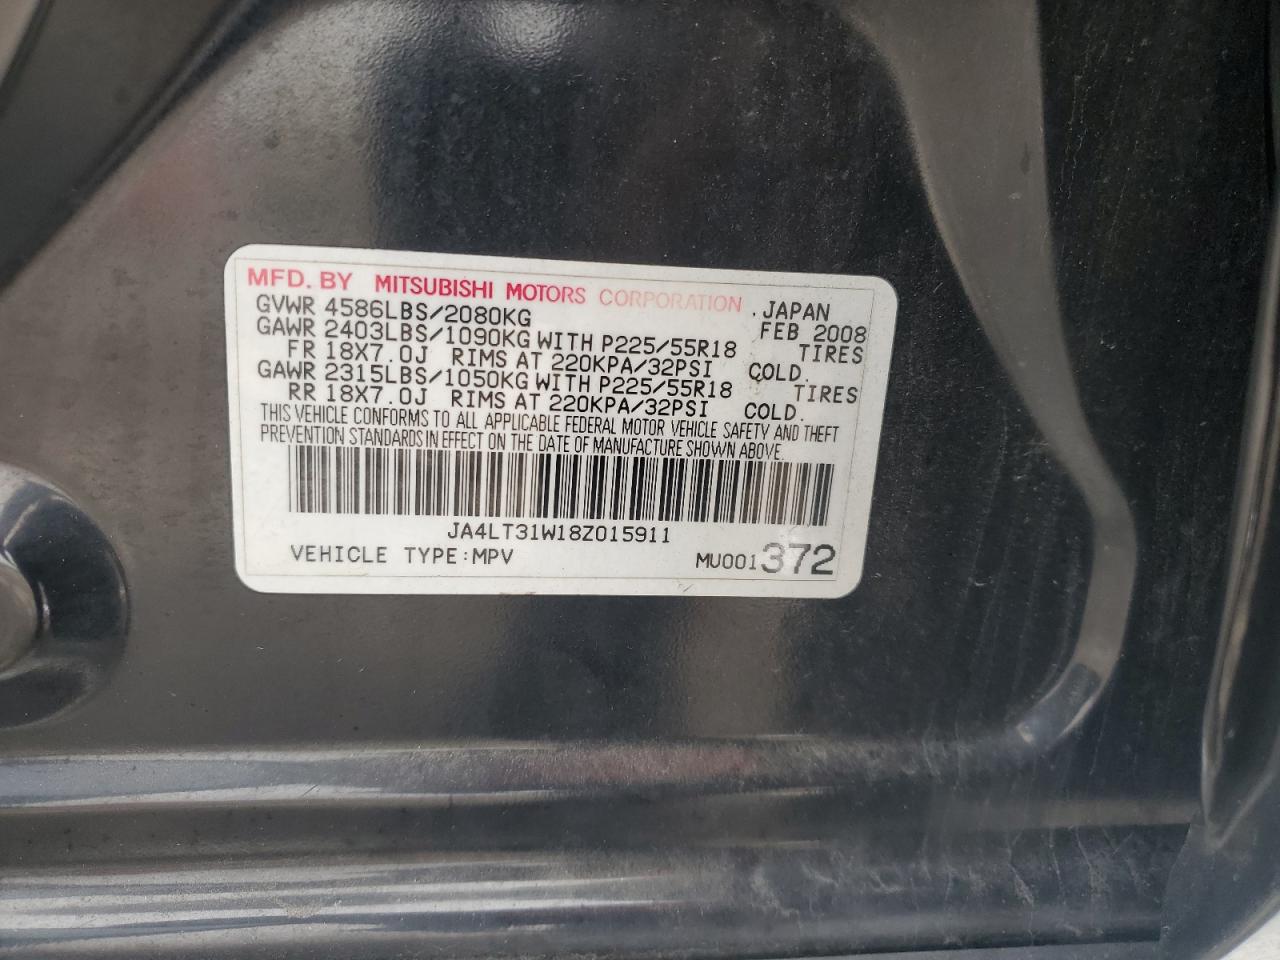 MFD. BY MITSUBISHI MOTORS CORPORATION. JAPAN
GVWR 4586LBS/2080KG FEB 2008
GAWR 2403LBS/1090KG WITH P225/55R18 TIRES
FR 18X7.0J RIMS AT 220KPA/32PSI COLD.
GAWR 2315LBS/1050KG WITH P225/55R18 TIRES
RR 18X7.0J RIMS AT 220KPA/32PSI COLD.
THIS VEHICLE CONFORMS TO ALL APPLICABLE FEDERAL MOTOR VEHICLE SAFETY AND THEFT
PREVENTION STANDARDS IN EFFECT ON THE DATE OF MANUFACTURE SHOWN ABOVE.
JA4LT31W18Z015911
VEHICLE TYPE:MPV MU001372